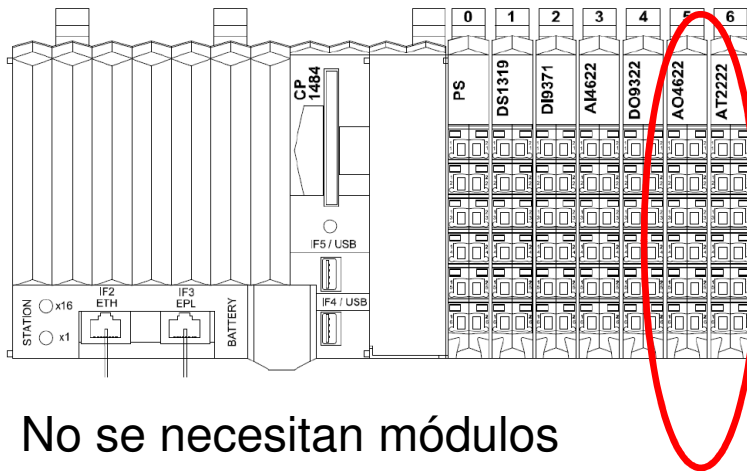 0 1 2 3 4 5 6
CP
1484
PS
DS1319
DI9371
AI4622
DO9322
AO4622
AT2222
IF5 / USB
IF4 / USB
IF2
ETH
IF3
EPL
STATION
x16
x1
BATTERY
No se necesitan módulos